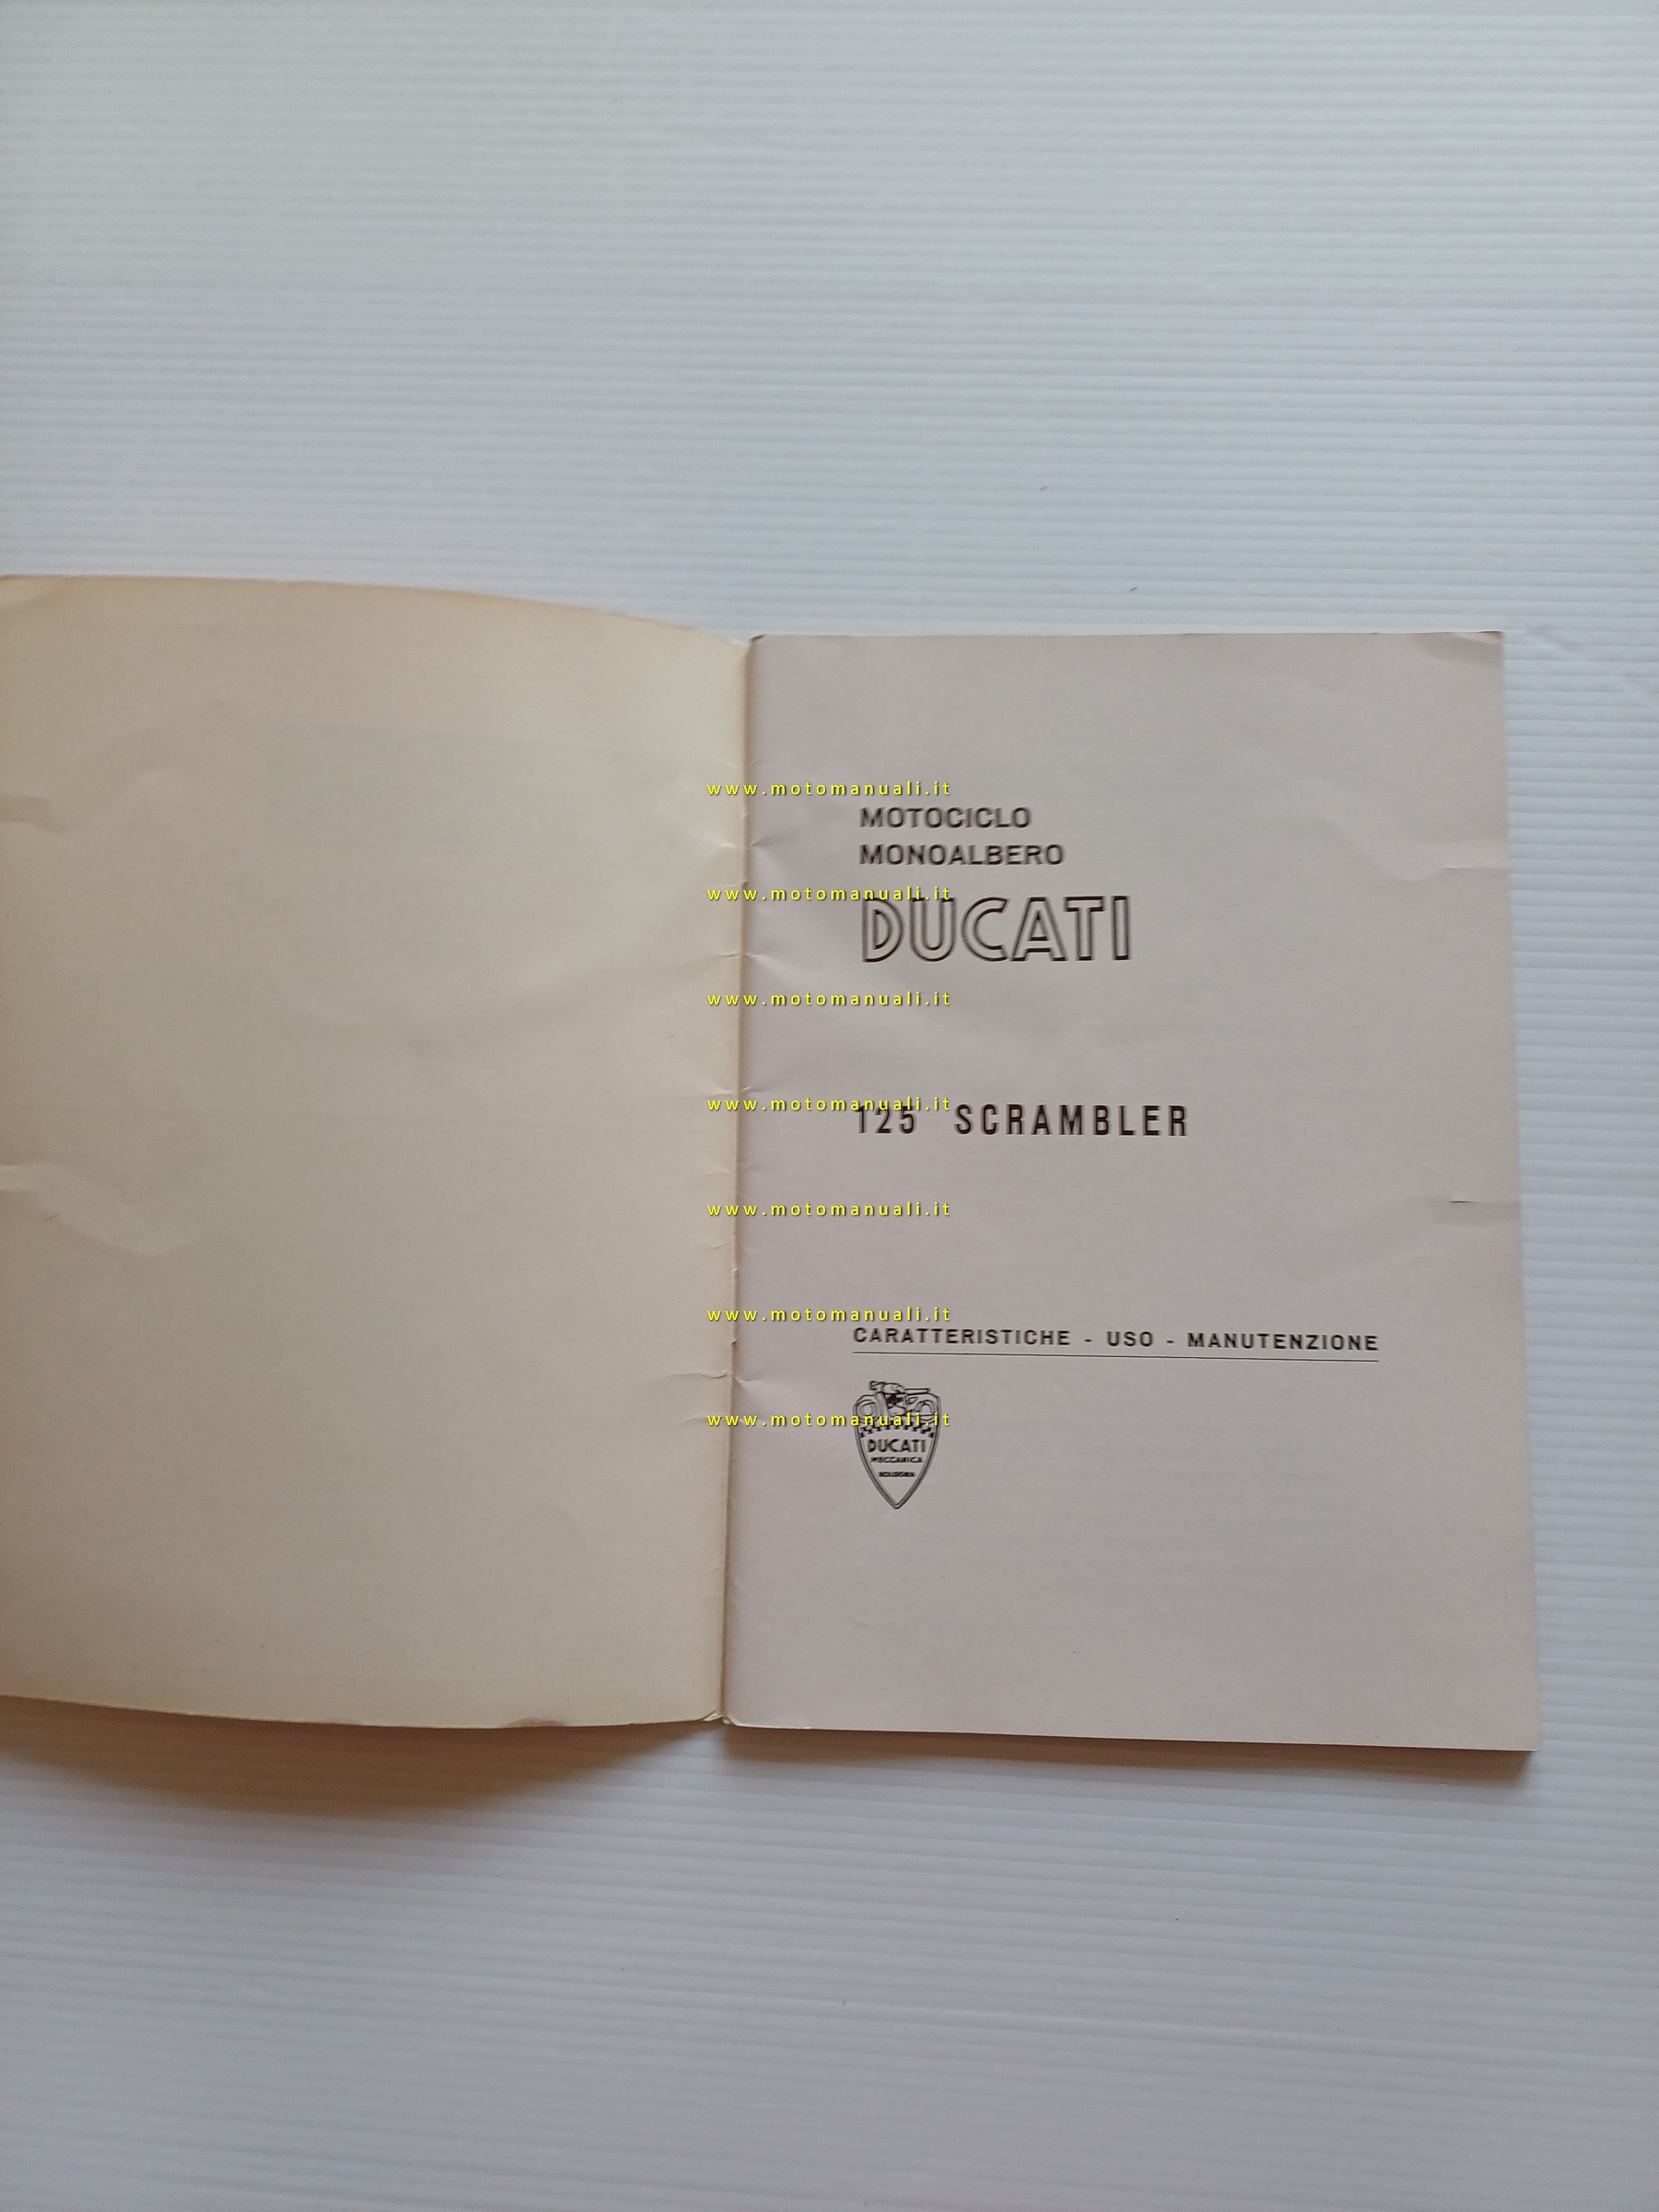 www.motomanuali.it
MOTOCICLO
MONOALBERO
www.motomanuali.it
DUCATI
www.motomanuali.it
www.motomanuali.it
125 SCRAMBLER
www.motomanuali.it
www.motomanuali.it
CARATTERISTICHE - USO - MANUTENZIONE
www.motomanuali.it
DUCATI
MECCANICA
BOLOGNA